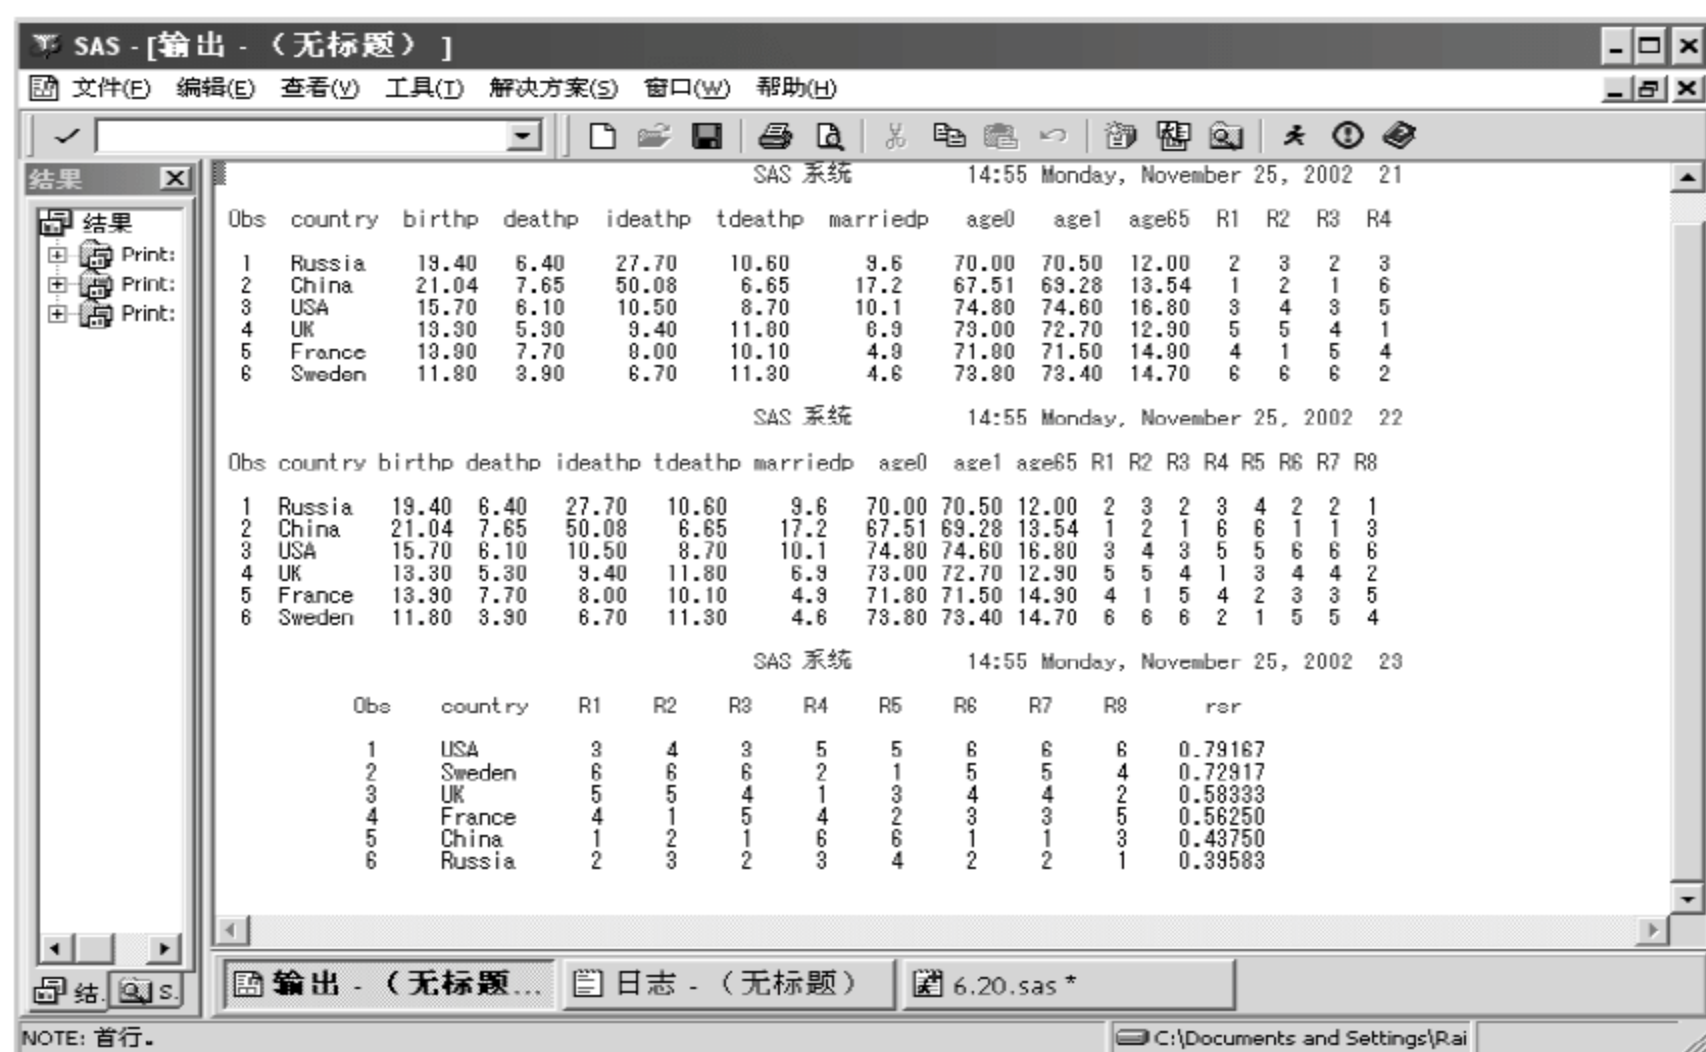 SAS - [输出 - （无标题） ]
文件(F) 编辑(E) 查看(V) 工具(T) 解决方案(S) 窗口(W) 帮助(H)
结果
结果
Print:
Print:
Print:
SAS 系统 14:55 Monday, November 25, 2002 21
Obs country birthp deathp ideathp tdeathp marriedp age0 age1 age65 R1 R2 R3 R4
1 Russia 19.40 6.40 27.70 10.60 9.6 70.00 70.50 12.00 2 3 2 3
2 China 21.04 7.65 50.08 6.65 17.2 67.51 69.28 13.54 1 2 1 6
3 USA 15.70 6.10 10.50 8.70 10.1 74.80 74.60 16.80 3 4 3 5
4 UK 13.30 5.30 9.40 11.80 6.9 73.00 72.70 12.90 5 5 4 1
5 France 13.90 7.70 8.00 10.10 4.9 71.80 71.50 14.90 4 1 5 4
6 Sweden 11.80 3.90 6.70 11.30 4.6 73.80 73.40 14.70 6 6 6 2
SAS 系统 14:55 Monday, November 25, 2002 22
Obs country birthp deathp ideathp tdeathp marriedp age0 age1 age65 R1 R2 R3 R4 R5 R6 R7 R8
1 Russia 19.40 6.40 27.70 10.60 9.6 70.00 70.50 12.00 2 3 2 3 4 2 2 1
2 China 21.04 7.65 50.08 6.65 17.2 67.51 69.28 13.54 1 2 1 6 6 1 1 3
3 USA 15.70 6.10 10.50 8.70 10.1 74.80 74.60 16.80 3 4 3 5 5 6 6 6
4 UK 13.30 5.30 9.40 11.80 6.9 73.00 72.70 12.90 5 5 4 1 3 4 4 2
5 France 13.90 7.70 8.00 10.10 4.9 71.80 71.50 14.90 4 1 5 4 2 3 3 5
6 Sweden 11.80 3.90 6.70 11.30 4.6 73.80 73.40 14.70 6 6 6 2 1 5 5 4
SAS 系统 14:55 Monday, November 25, 2002 23
Obs country R1 R2 R3 R4 R5 R6 R7 R8 rsr
1 USA 3 4 3 5 5 6 6 6 0.79167
2 Sweden 6 6 6 2 1 5 5 4 0.72917
3 UK 5 5 4 1 3 4 4 2 0.58333
4 France 4 1 5 4 2 3 3 5 0.56250
5 China 1 2 1 6 6 1 1 3 0.43750
6 Russia 2 3 2 3 4 2 2 1 0.39583
结. S.
输出 - （无标题... 日志 - （无标题） 6.20.sas *
NOTE: 首行。 C:\Documents and Settings\Rai